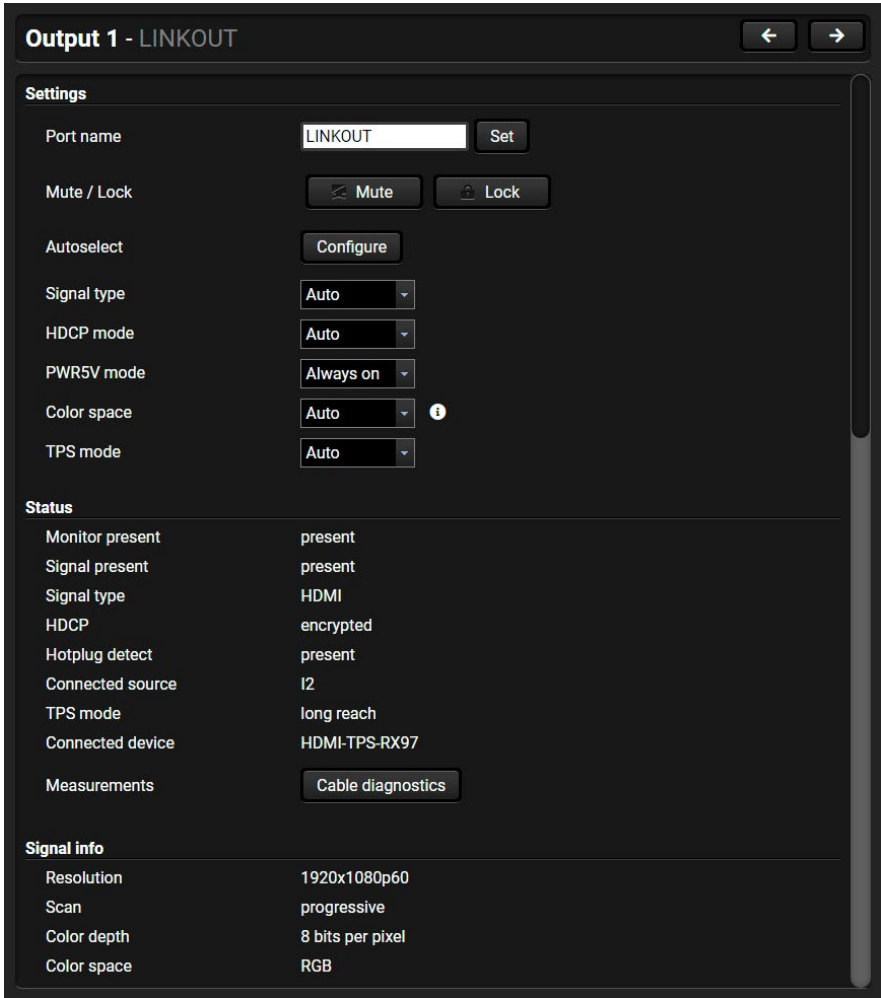 Output 1 - LINKOUT
Settings
Port name LINKOUT Set
Mute / Lock Mute Lock
Autoselect Configure
Signal type Auto
HDCP mode Auto
PWR5V mode Always on
Color space Auto
TPS mode Auto
Status
Monitor present present
Signal present present
Signal type HDMI
HDCP encrypted
Hotplug detect present
Connected source I2
TPS mode long reach
Connected device HDMI-TPS-RX97
Measurements Cable diagnostics
Signal info
Resolution 1920x1080p60
Scan progressive
Color depth 8 bits per pixel
Color space RGB